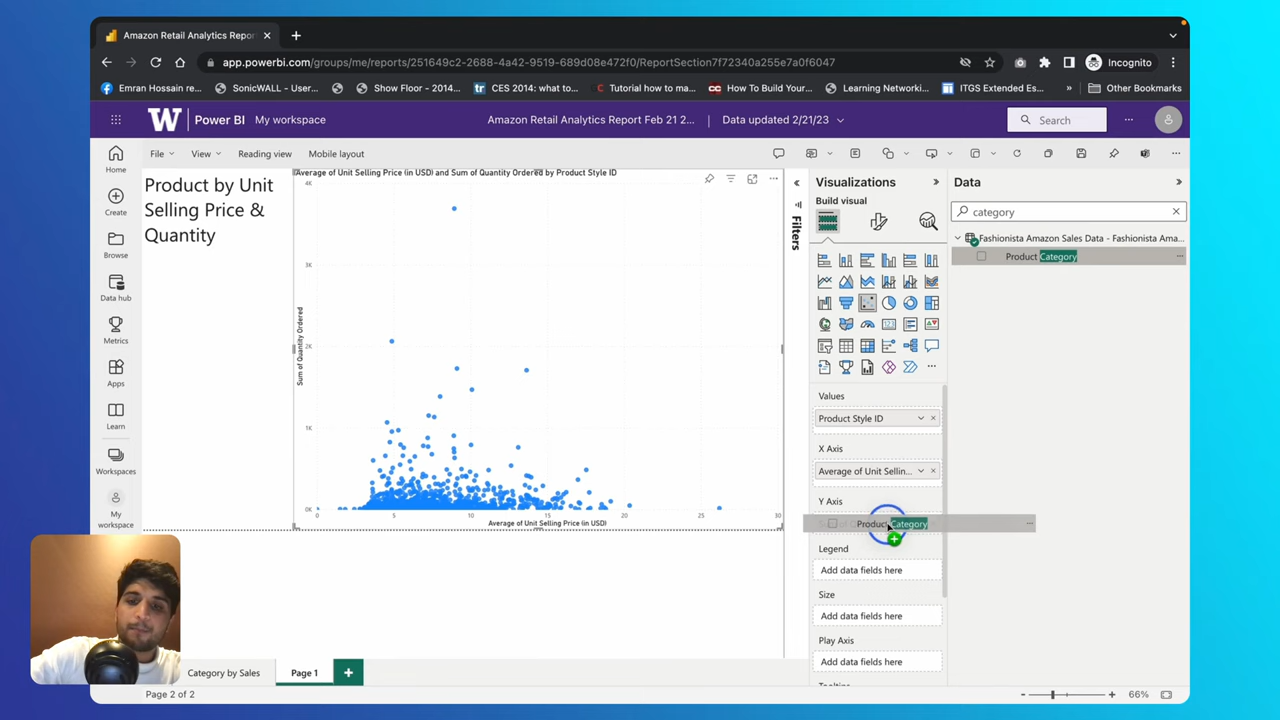 Amazon Retail Analytics Repor
app.powerbi.com/groups/me/reports/251649c2-2688-4a42-9519-689d08e472f0/ReportSection7f72340a255e7a0f6047
Incognito
Emran Hossain re...
SonicWALL - User...
Show Floor - 2014...
CES 2014: what to...
Tutorial how to ma...
How To Build Your...
Learning Networki...
ITGS Extended Es...
»
Other Bookmarks
W Power BI My workspace
Amazon Retail Analytics Report Feb 21 2... | Data updated 2/21/23
Search
File View Reading view Mobile layout
Home
Create
Browse
Data hub
Metrics
Apps
Learn
Workspaces
My
workspace
Product by Unit
Selling Price &
Quantity
Average of Unit Selling Price (in USD) and Sum of Quantity Ordered by Product Style ID
4K
3K
2K
1K
0K
Sum of Quantity Ordered
0 5 10 15 20 25 30
Average of Unit Selling Price (in USD)
Filters
Visualizations
Build visual
Values
Product Style ID
X Axis
Average of Unit Sellin...
Y Axis
Product Category
Legend
Add data fields here
Size
Add data fields here
Play Axis
Add data fields here
Data
category
Fashionista Amazon Sales Data - Fashionista Ama...
Product Category
Category by Sales
Page 1
Page 2 of 2
66%